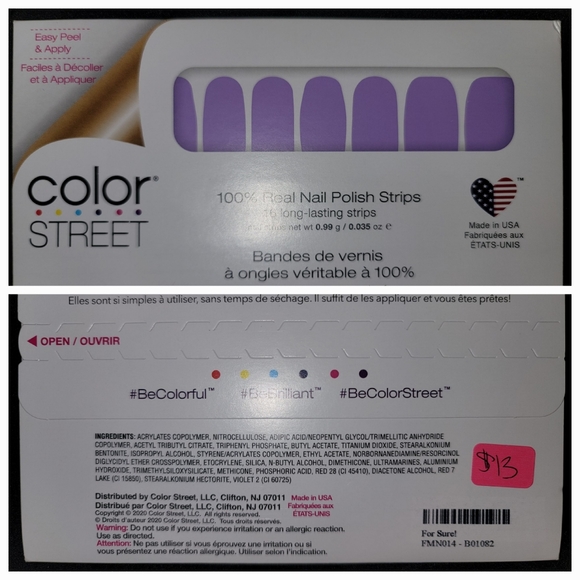 Easy Peel
& Apply
Faciles à Décoller
et à Appliquer
color®
STREET
100% Real Nail Polish Strips
16 long-lasting strips
net wt 0.99 g / 0.035 oz ℮
Bandes de vernis
à ongles véritable à 100%
™
Made in USA
Fabriquées aux
ÉTATS-UNIS
Elles sont si simples à utiliser, sans temps de séchage. Il suffit de les appliquer et vous êtes prêtes!
OPEN / OUVRIR
#BeColorful™ #BeBrilliant™ #BeColorStreet™
INGREDIENTS: ACRYLATES COPOLYMER, NITROCELLULOSE, ADIPIC ACID/NEOPENTYL GLYCOL/TRIMELLITIC ANHYDRIDE
COPOLYMER, ACETYL TRIBUTYL CITRATE, TRIPHENYL PHOSPHATE, BUTYL ACETATE, TITANIUM DIOXIDE, STEARALKONIUM
BENTONITE, ISOPROPYL ALCOHOL, STYRENE/ACRYLATES COPOLYMER, ETHYL ACETATE, NORBORNANEDIAMINE/RESORCINOL
DIGLYCIDYL ETHER CROSSPOLYMER, ETOCRYLENE, SILICA, N-BUTYL ALCOHOL, DIMETHICONE, ULTRAMARINES, ALUMINUM
HYDROXIDE, TRIMETHYLSILOXYSILICATE, METHICONE, PHOSPHORIC ACID, RED 28 (CI 45410), DIACETONE ALCOHOL, RED 7
LAKE (CI 15850), STEARALKONIUM HECTORITE, VIOLET 2 (CI 60725)
$13
Distributed by Color Street, LLC, Clifton, NJ 07011
Distribué par Color Street, LLC, Clifton, NJ 07011
Copyright © 2020 Color Street, LLC. All rights reserved.
© Droits d'auteur 2020 Color Street, LLC. Tous droits réservés.
Made in USA
Fabriquées aux
ÉTATS-UNIS
Warning: Do not use if you experience irritation or an allergic reaction.
Use as directed.
Attention: Ne pas utiliser si vous éprouvez une irritation ou si
vous présentez une réaction allergique. Utiliser selon l'indication.
For Sure!
FMN014 - B01082